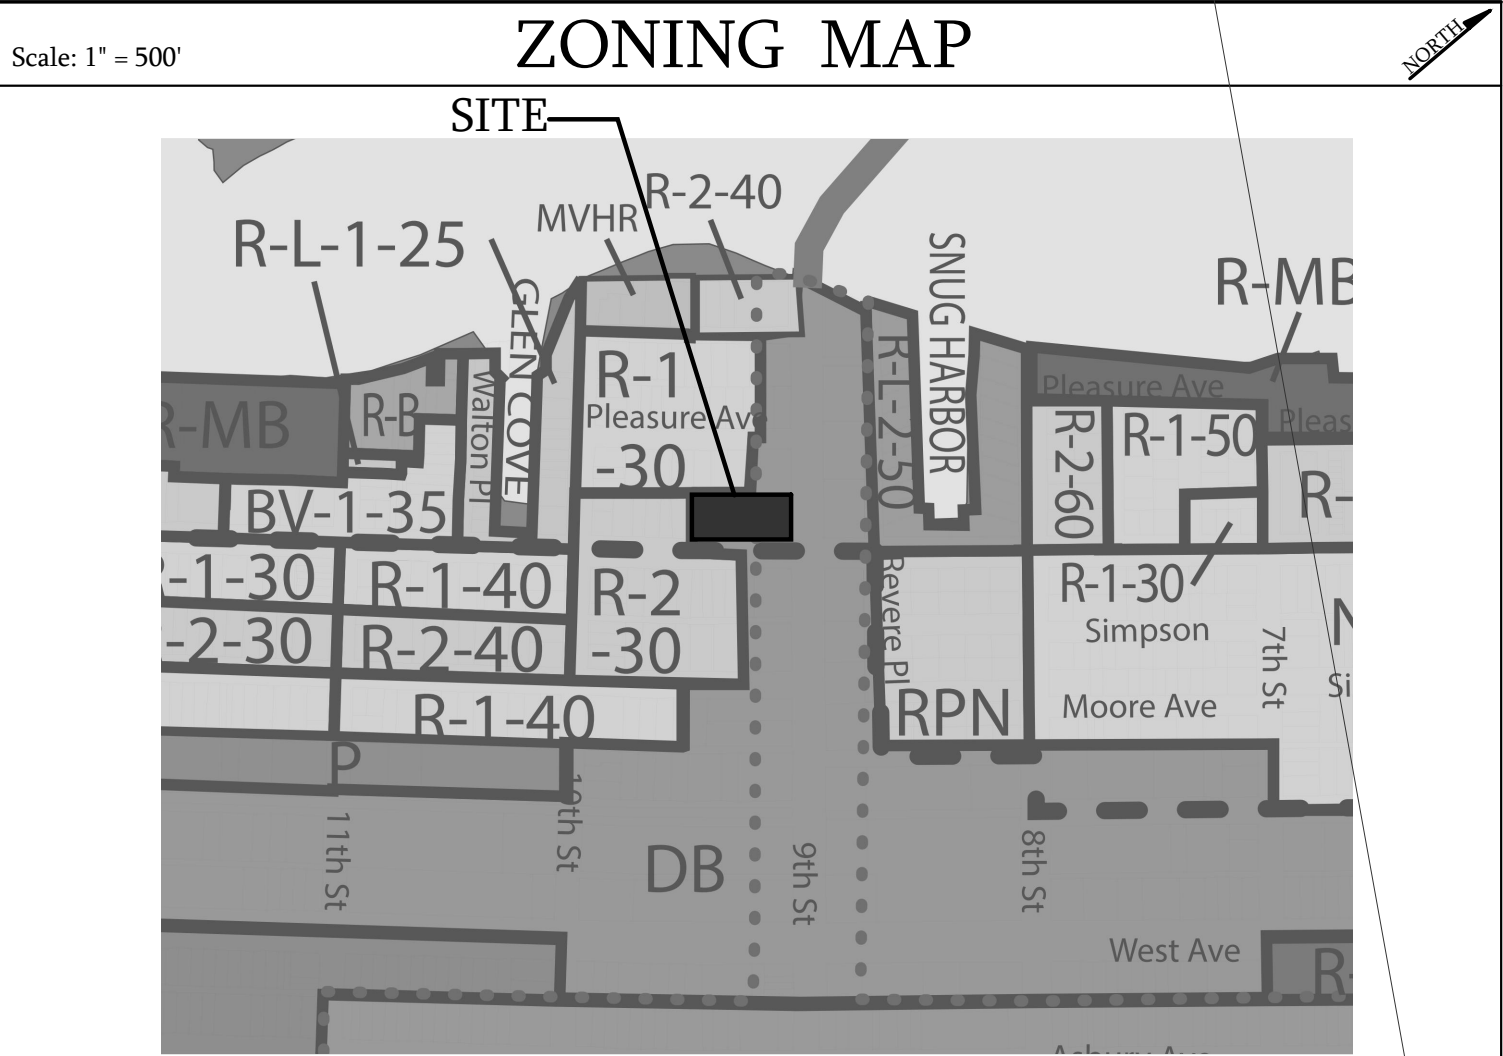 ZONING MAP
Scale: 1" = 500'
NORTH
SITE
R-2-40
MVHR
R-L-1-25
SNUG HARBOR
R-MB
GLEN COVE
R-1
-30
Pleasure Ave
R-L-2-50
Pleasure Ave
Pleas
R-MB
R-B
Walton Pl
R-2-60
R-1-50
R-
BV-1-35
-1-30
R-1-40
R-2
-30
Revere Pl
R-1-30
Simpson
7th St
N
-2-30
R-2-40
Si
R-1-40
RPN
Moore Ave
P
11th St
10th St
DB
9th St
8th St
West Ave
R-